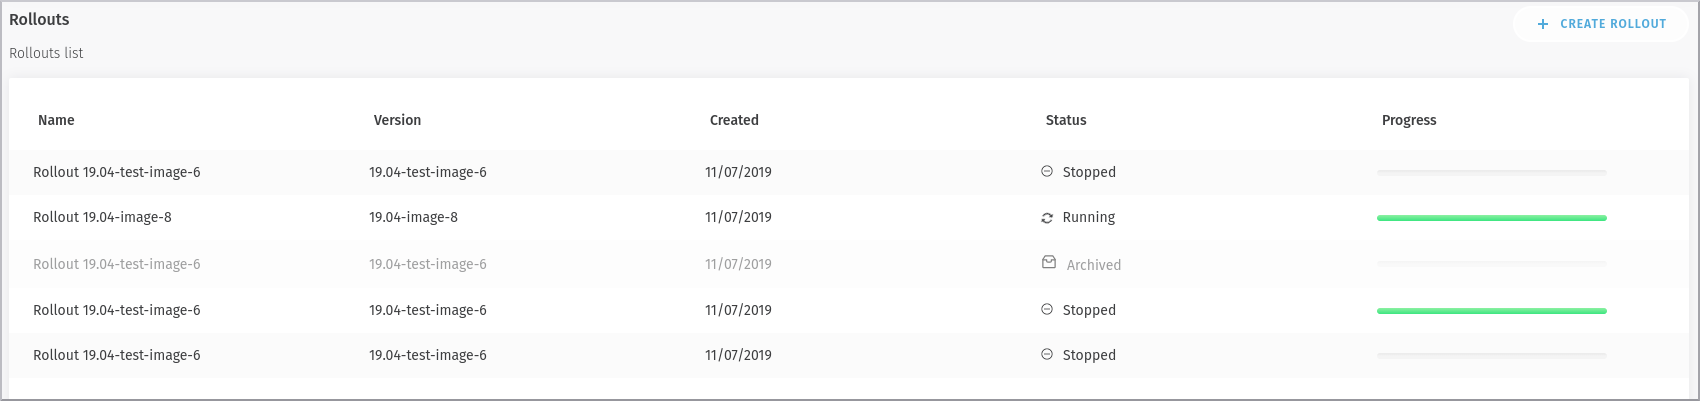 Rollouts
+ CREATE ROLLOUT
Rollouts list
Name Version Created Status Progress
Rollout 19.04-test-image-6 19.04-test-image-6 11/07/2019 Stopped
Rollout 19.04-image-8 19.04-image-8 11/07/2019 Running
Rollout 19.04-test-image-6 19.04-test-image-6 11/07/2019 Archived
Rollout 19.04-test-image-6 19.04-test-image-6 11/07/2019 Stopped
Rollout 19.04-test-image-6 19.04-test-image-6 11/07/2019 Stopped